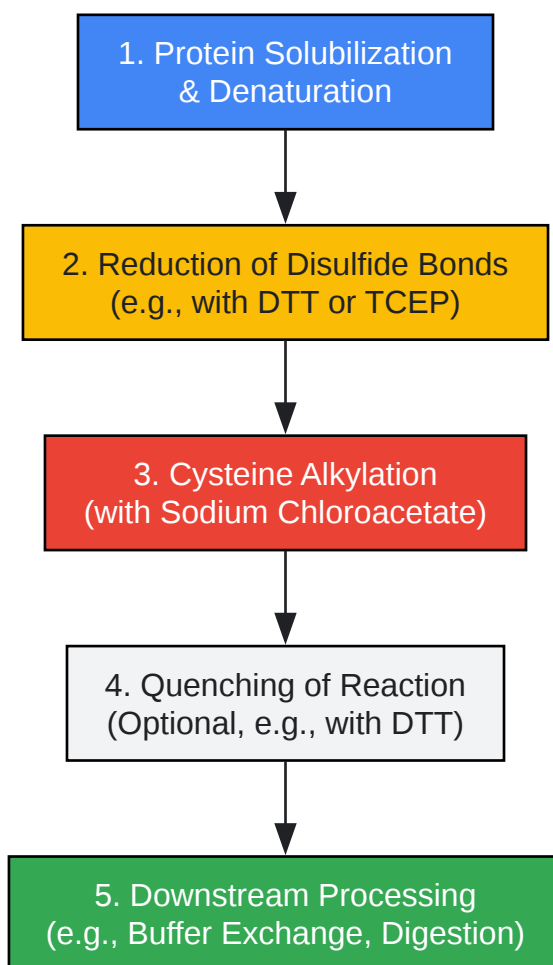 1. Protein Solubilization
& Denaturation
2. Reduction of Disulfide Bonds
(e.g., with DTT or TCEP)
3. Cysteine Alkylation
(with Sodium Chloroacetate)
4. Quenching of Reaction
(Optional, e.g., with DTT)
5. Downstream Processing
(e.g., Buffer Exchange, Digestion)